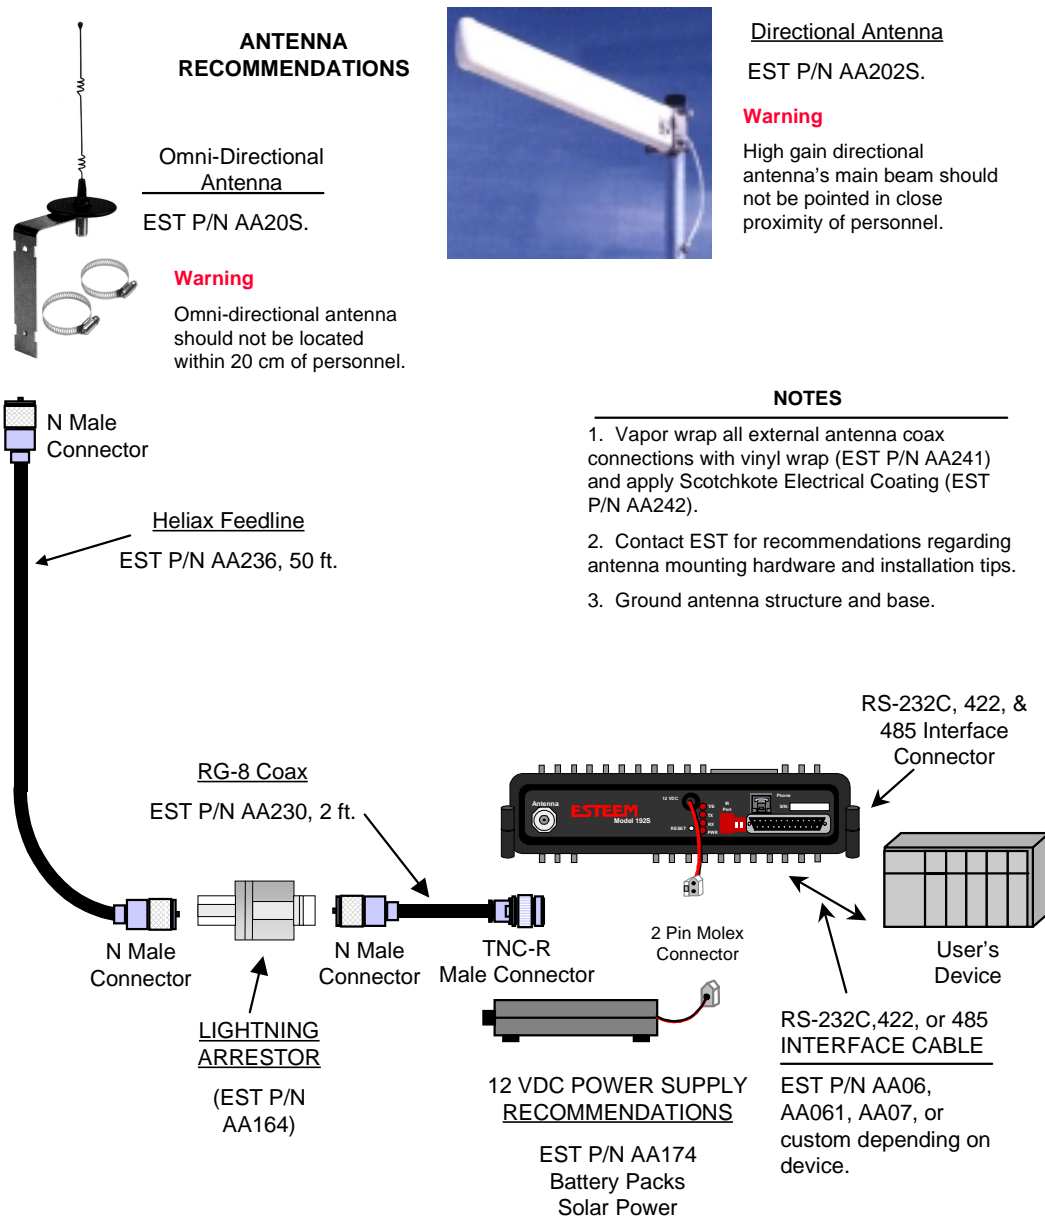 ANTENNA
RECOMMENDATIONS
Omni-Directional
Antenna
EST P/N AA20S.
Warning
Omni-directional antenna
should not be located
within 20 cm of personnel.
Directional Antenna
EST P/N AA202S.
Warning
High gain directional
antenna's main beam should
not be pointed in close
proximity of personnel.
N Male
Connector
Heliax Feedline
EST P/N AA236, 50 ft.
NOTES
1. Vapor wrap all external antenna coax
connections with vinyl wrap (EST P/N AA241)
and apply Scotchkote Electrical Coating (EST
P/N AA242).
2. Contact EST for recommendations regarding
antenna mounting hardware and installation tips.
3. Ground antenna structure and base.
RS-232C, 422, &
485 Interface
Connector
RG-8 Coax
EST P/N AA230, 2 ft.
Antenna
ESTEEM
Model 192S
12 VDC
RESET
T/E
TX
RX
PWR
IR
Port
Phone
S/N:
N Male
Connector
N Male
Connector
TNC-R
Male Connector
2 Pin Molex
Connector
User's
Device
LIGHTNING
ARRESTOR
(EST P/N
AA164)
12 VDC POWER SUPPLY
RECOMMENDATIONS
EST P/N AA174
Battery Packs
Solar Power
RS-232C,422, or 485
INTERFACE CABLE
EST P/N AA06,
AA061, AA07, or
custom depending on
device.